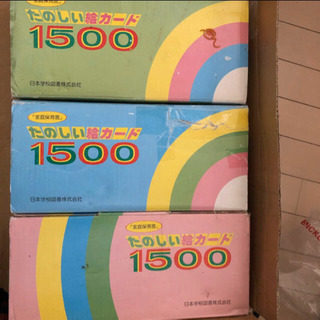 「家庭保育園」
たのしい絵カード
1500
日本学校図書株式会社
「家庭保育園」
たのしい絵カード
1500
日本学校図書株式会社
「家庭保育園」
たのしい絵カード
1500
日本学校図書株式会社